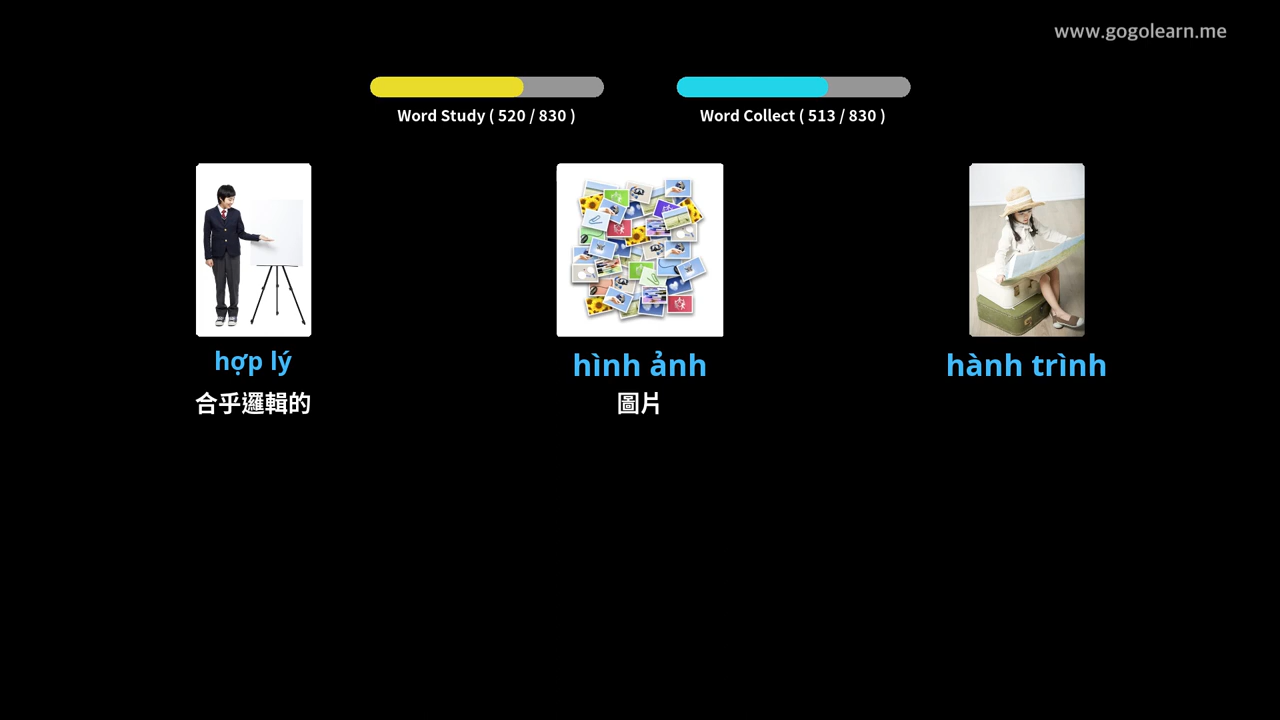 www.gogolearn.me
Word Study ( 520 / 830 )
Word Collect ( 513 / 830 )
hợp lý
合乎邏輯的
hình ảnh
圖片
hành trình